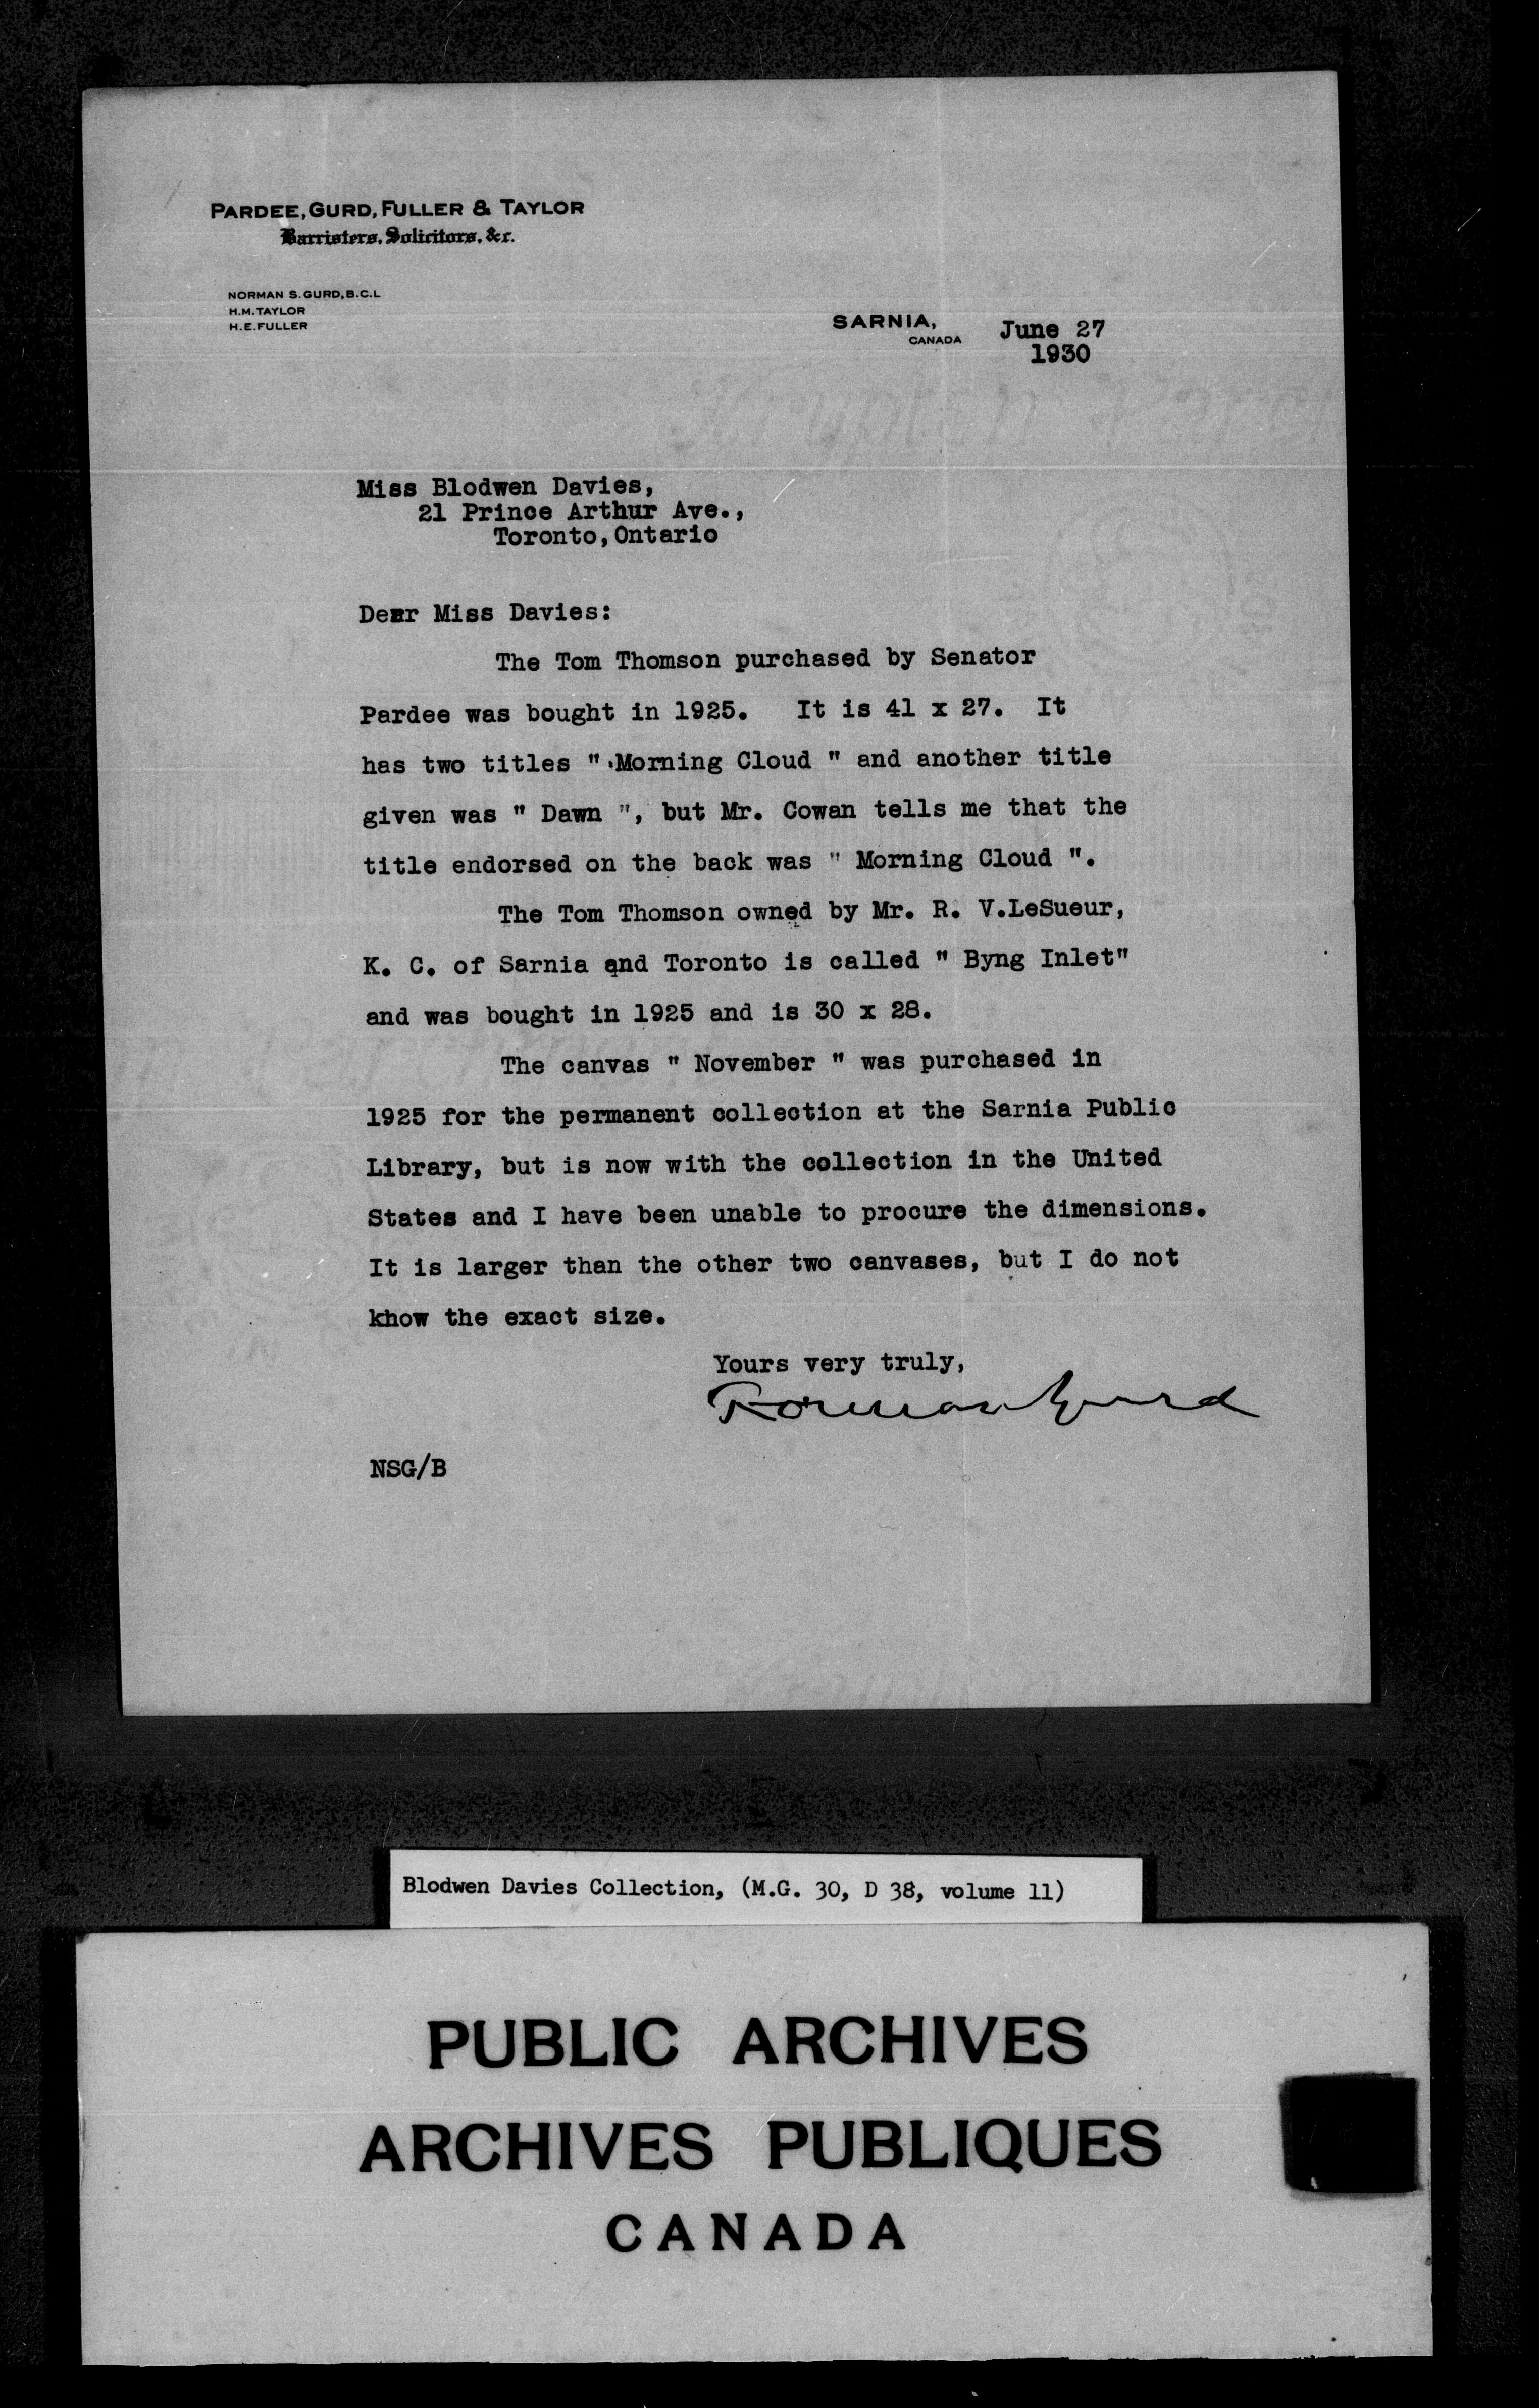 PARDEE, GURD, FULLER & TAYLOR
Barristers, Solicitors, &c.
NORMAN S. GURD, B.C.L
H.M. TAYLOR
H.E. FULLER
SARNIA,
CANADA
June 27
1930
Miss Blodwen Davies,
21 Prince Arthur Ave.,
Toronto, Ontario
Dear Miss Davies:
The Tom Thomson purchased by Senator
Pardee was bought in 1925. It is 41 x 27. It
has two titles " Morning Cloud " and another title
given was " Dawn ", but Mr. Cowan tells me that the
title endorsed on the back was " Morning Cloud ".
The Tom Thomson owned by Mr. R. V.LeSueur,
K. C. of Sarnia and Toronto is called " Byng Inlet"
and was bought in 1925 and is 30 x 28.
The canvas " November " was purchased in
1925 for the permanent collection at the Sarnia Public
Library, but is now with the collection in the United
States and I have been unable to procure the dimensions.
It is larger than the other two canvases, but I do not
khow the exact size.
Yours very truly,
Norman Gurd
NSG/B
Blodwen Davies Collection, (M.G. 30, D 38, volume 11)
PUBLIC ARCHIVES
ARCHIVES PUBLIQUES
CANADA